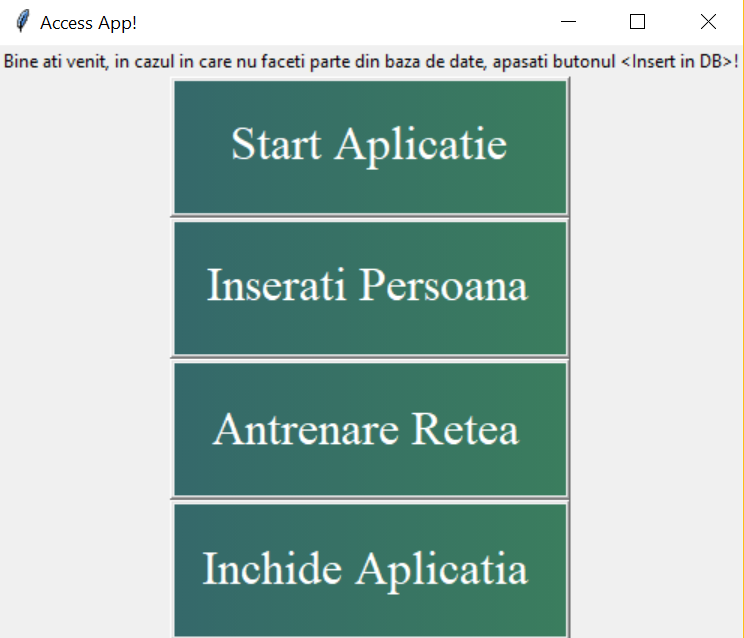 Access App!
Bine ati venit, in cazul in care nu faceti parte din baza de date, apasati butonul <Insert in DB>!
Start Aplicatie
Inserati Persoana
Antrenare Retea
Inchide Aplicatia